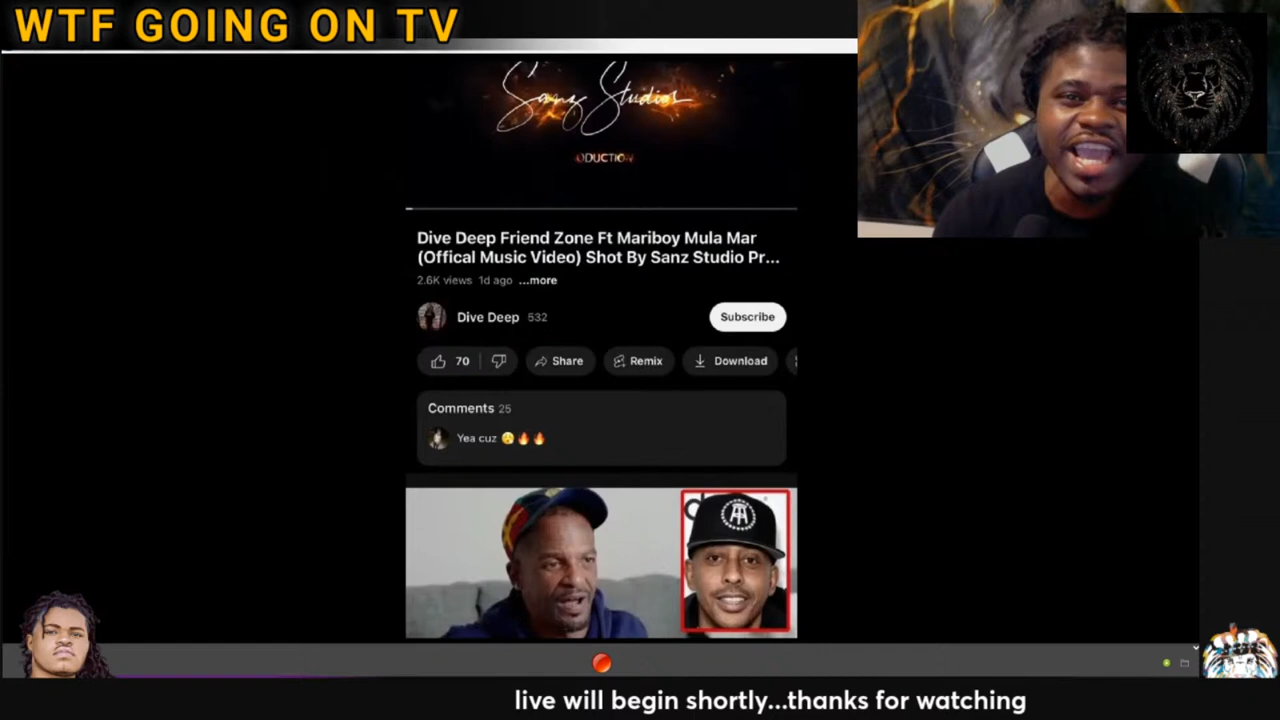 WTF GOING ON TV
Sanz Studios
ODUCTION
Dive Deep Friend Zone Ft Mariboy Mula Mar
(Offical Music Video) Shot By Sanz Studio Pr...
2.6K views 1d ago ...more
Dive Deep 532
Subscribe
70
Share
Remix
Download
Comments 25
Yea cuz 😮‍💨🔥🔥
live will begin shortly...thanks for watching